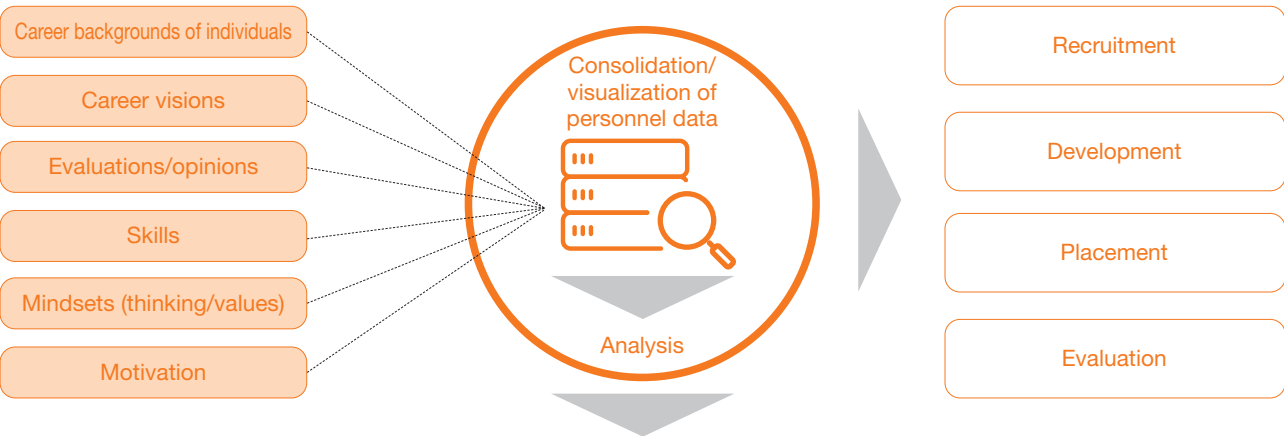 Career backgrounds of individuals
Career visions
Evaluations/opinions
Skills
Mindsets (thinking/values)
Motivation
Consolidation/
visualization of
personnel data
Analysis
Recruitment
Development
Placement
Evaluation